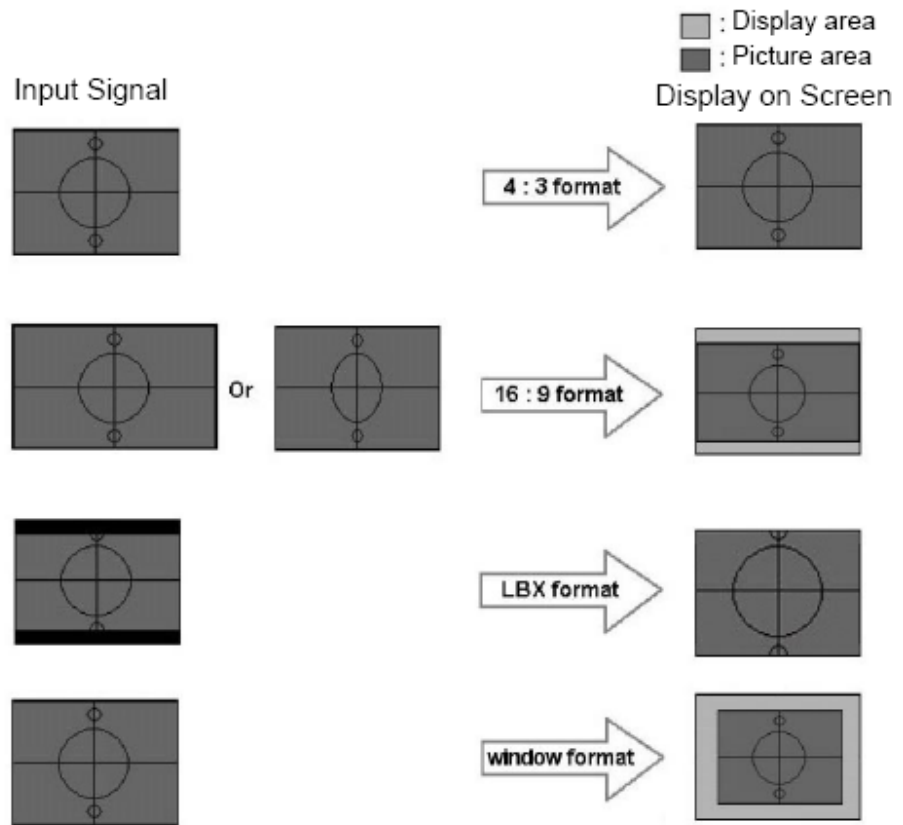 : Display area
: Picture area
Input Signal
Display on Screen
4 : 3 format
Or
16 : 9 format
LBX format
window format